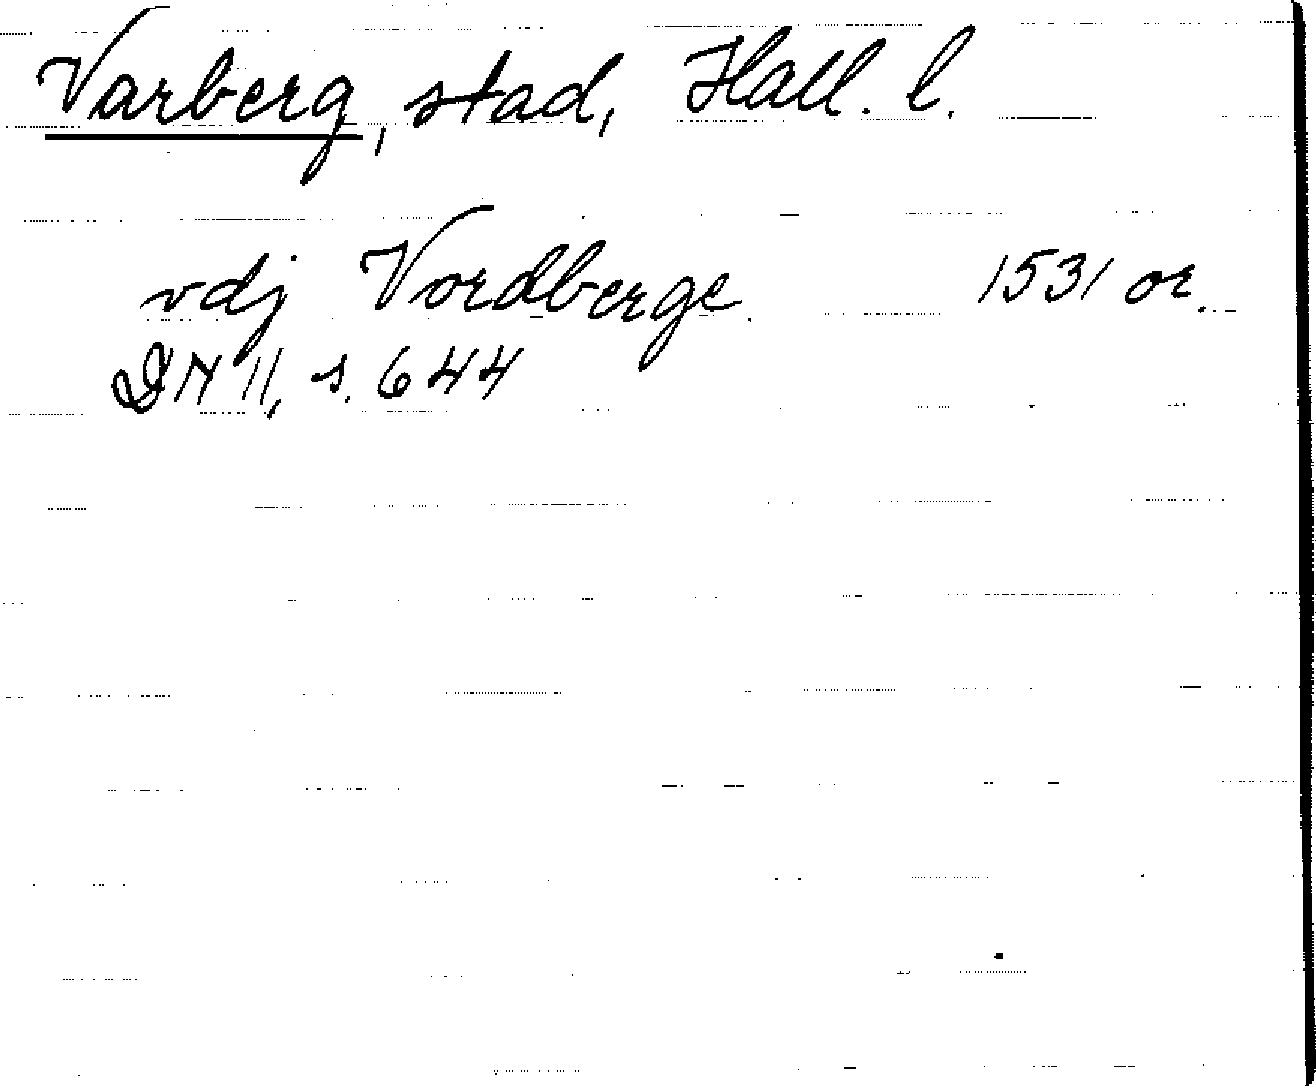 Varberg, stad, Hall. l.
vdj Vordberge 1531 or.
DN 11, s. 644